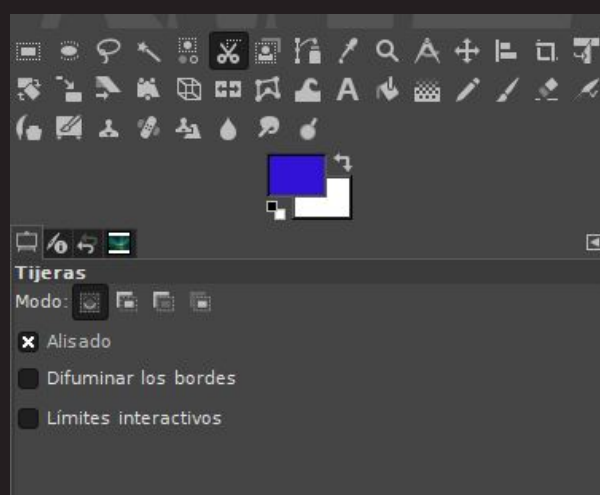 Tijeras
Modo:
Alisado
Difuminar los bordes
Límites interactivos